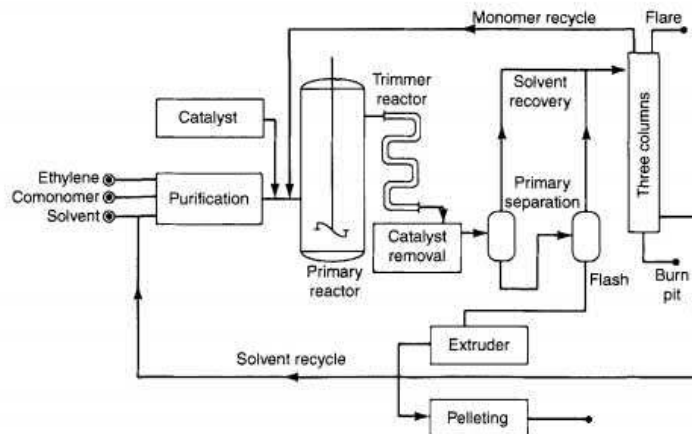 Monomer recycle
Flare
Trimmer
reactor
Solvent
recovery
Catalyst
Three columns
Ethylene
Comonomer
Solvent
Purification
Primary
separation
Catalyst
removal
Primary
reactor
Flash
Burn
pit
Extruder
Solvent recycle
Pelleting